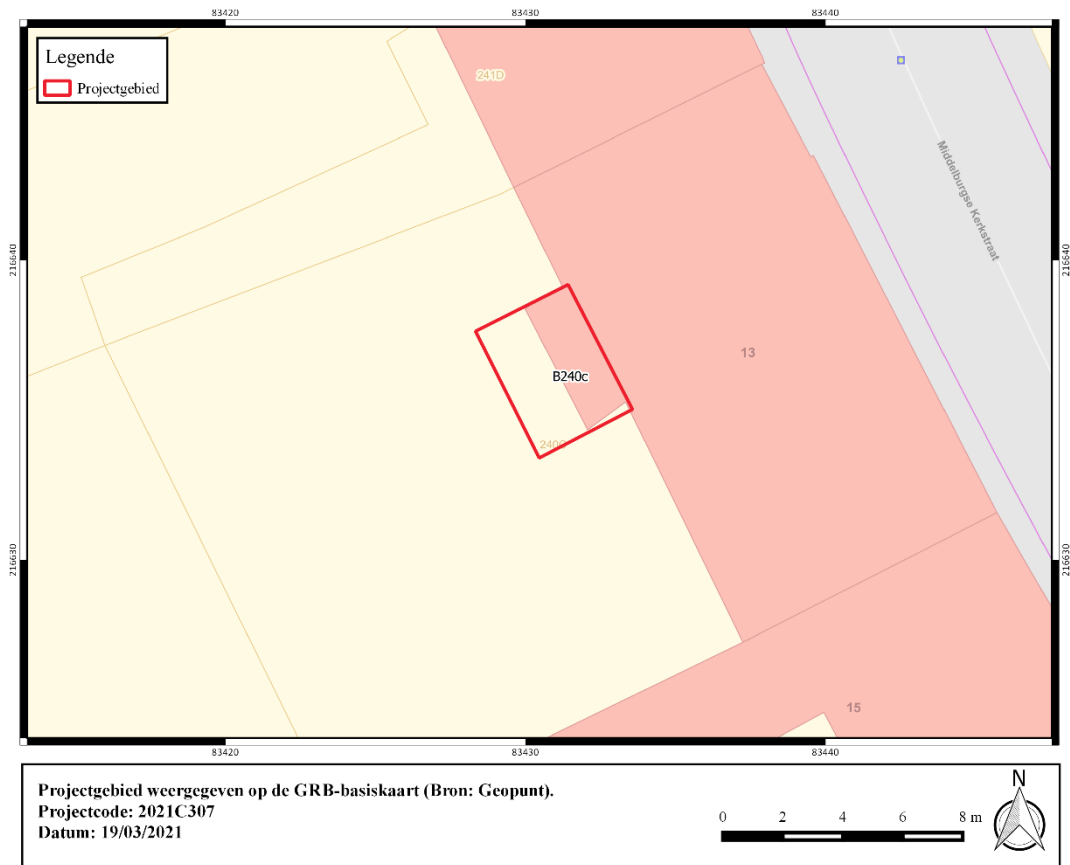 83420
83430
83440
Legende
Projectgebied
241D
Middelburgse Kerkstraat
216640
216640
13
B240c
216630
216630
15
83420
83430
83440
Projectgebied weergegeven op de GRB-basiskaart (Bron: Geopunt).
Projectcode: 2021C307
Datum: 19/03/2021
0 2 4 6 8 m
N